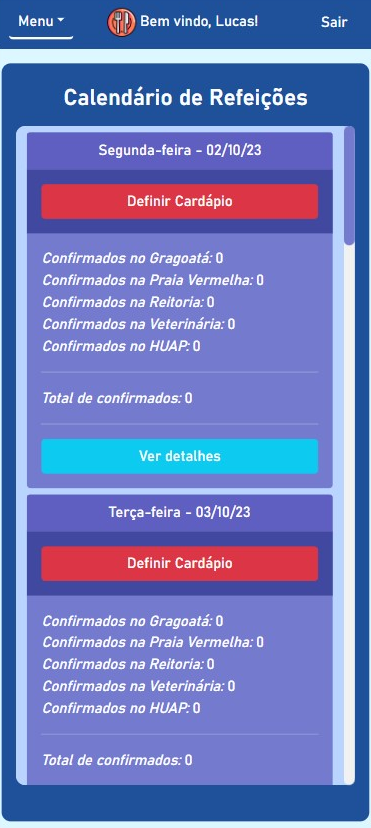 Menu Bem vindo, Lucas! Sair
Calendário de Refeições
Segunda-feira - 02/10/23
Definir Cardápio
Confirmados no Gragoatá: 0
Confirmados na Praia Vermelha: 0
Confirmados na Reitoria: 0
Confirmados na Veterinária: 0
Confirmados no HUAP: 0
Total de confirmados: 0
Ver detalhes
Terça-feira - 03/10/23
Definir Cardápio
Confirmados no Gragoatá: 0
Confirmados na Praia Vermelha: 0
Confirmados na Reitoria: 0
Confirmados na Veterinária: 0
Confirmados no HUAP: 0
Total de confirmados: 0